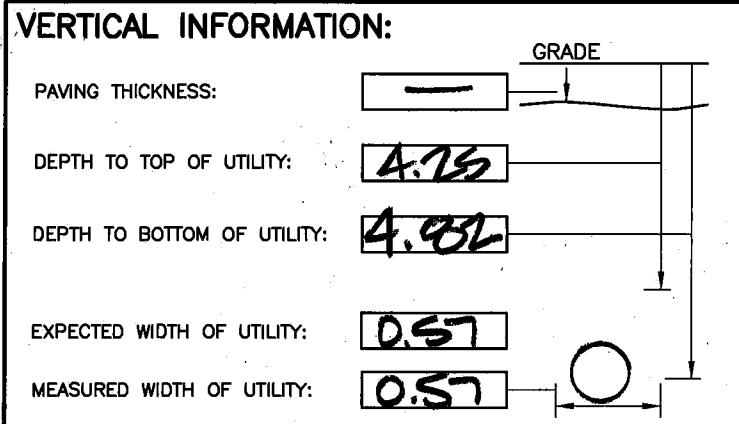 VERTICAL INFORMATION:
GRADE
PAVING THICKNESS: —
DEPTH TO TOP OF UTILITY: 4.25
DEPTH TO BOTTOM OF UTILITY: 4.82
EXPECTED WIDTH OF UTILITY: 0.57
MEASURED WIDTH OF UTILITY: 0.57